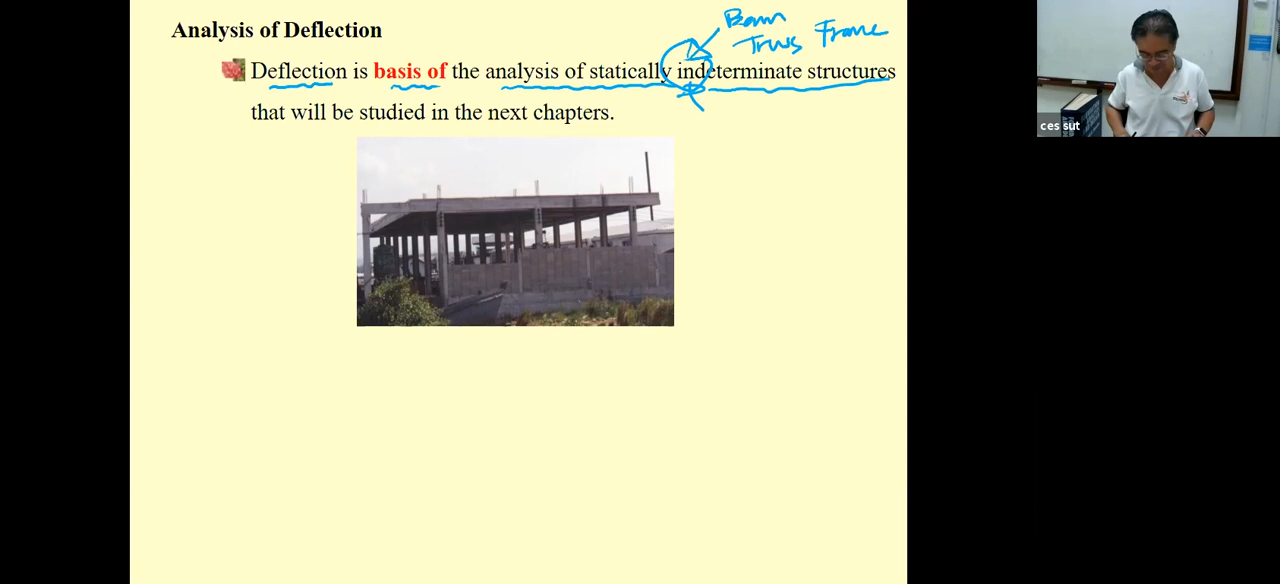 Analysis of Deflection
Beam
Truss Frame
Deflection is basis of the analysis of statically indeterminate structures
that will be studied in the next chapters.
ces sut